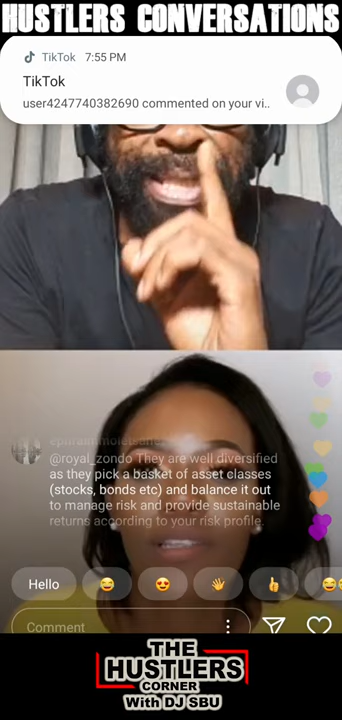 HUSTLERS CONVERSATIONS
TikTok 7:55 PM
TikTok
user4247740382690 commented on your vi..
@royal_zondo They are well diversified
as they pick a basket of asset classes
(stocks, bonds etc) and balance it out
to manage risk and provide sustainable
returns according to your risk profile.
Hello
Comment
THE
HUSTLERS
CORNER
With DJ SBU